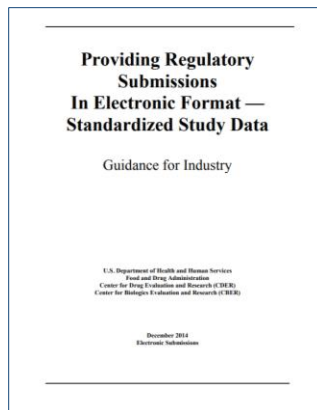 Providing Regulatory
Submissions
In Electronic Format —
Standardized Study Data
Guidance for Industry
U.S. Department of Health and Human Services
Food and Drug Administration
Center for Drug Evaluation and Research (CDER)
Center for Biologics Evaluation and Research (CBER)
December 2014
Electronic Submissions